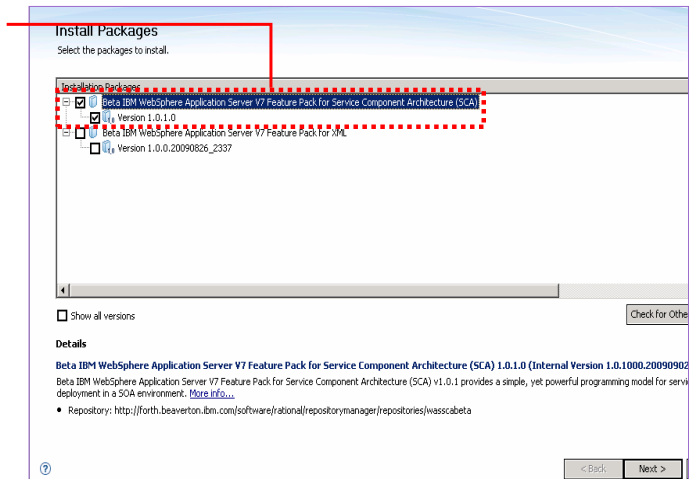 Install Packages
Select the packages to install.
Installation Packages
Beta IBM WebSphere Application Server V7 Feature Pack for Service Component Architecture (SCA)
Version 1.0.1.0
Beta IBM WebSphere Application Server V7 Feature Pack for XML
Version 1.0.0.20090826_2337
Show all versions
Check for Othe
Details
Beta IBM WebSphere Application Server V7 Feature Pack for Service Component Architecture (SCA) 1.0.1.0 (Internal Version 1.0.1000.20090902
Beta IBM WebSphere Application Server V7 Feature Pack for Service Component Architecture (SCA) v1.0.1 provides a simple, yet powerful programming model for servi
deployment in a SOA environment. More info...
• Repository: http://forth.beaverton.ibm.com/software/rational/repositorymanager/repositories/wasscabeta
?
< Back
Next >